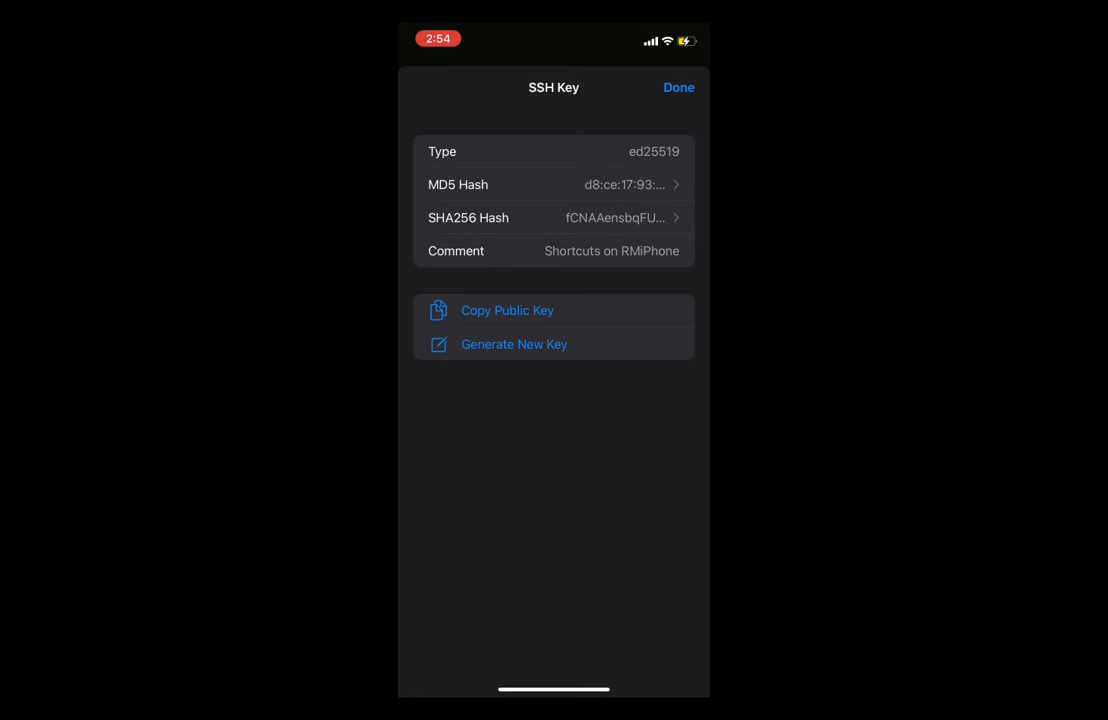 2:54
SSH Key
Done
Type ed25519
MD5 Hash d8:ce:17:93:...
SHA256 Hash fCNAAensbqFU...
Comment Shortcuts on RMiPhone
Copy Public Key
Generate New Key